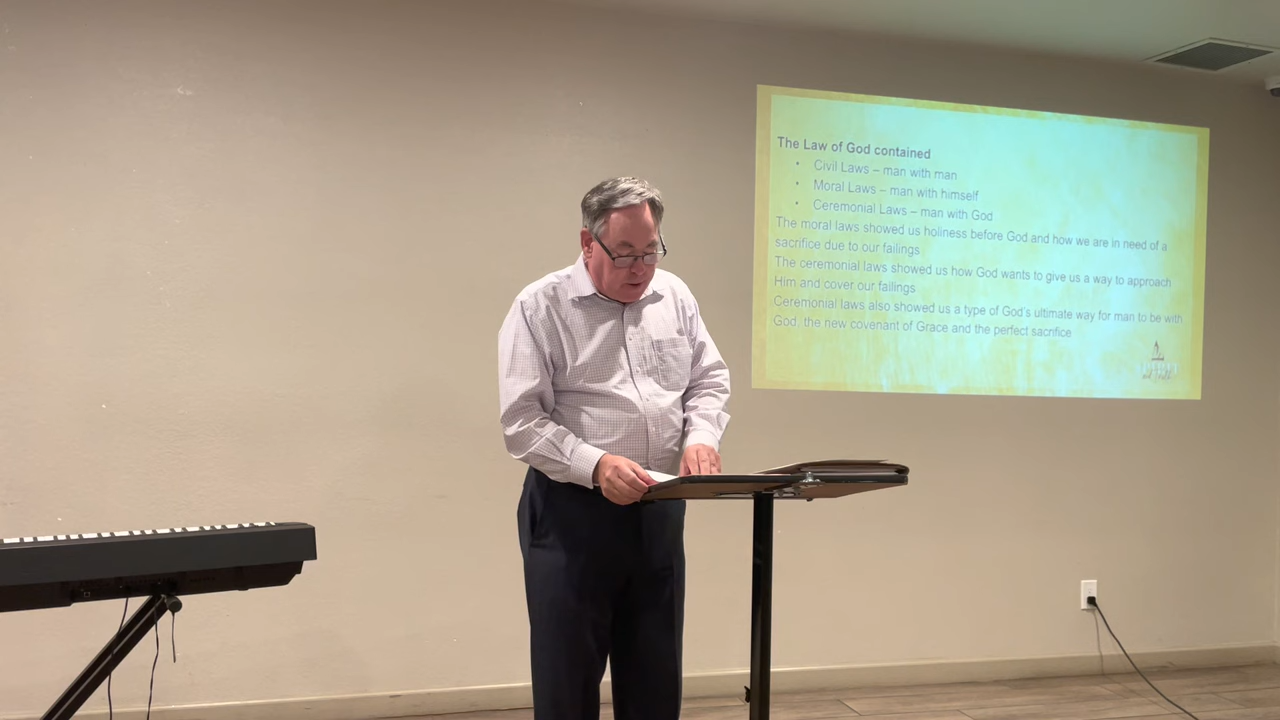 The Law of God contained
• Civil Laws – man with man
• Moral Laws – man with himself
• Ceremonial Laws – man with God
The moral laws showed us holiness before God and how we are in need of a
sacrifice due to our failings
The ceremonial laws showed us how God wants to give us a way to approach
Him and cover our failings
Ceremonial laws also showed us a type of God's ultimate way for man to be with
God, the new covenant of Grace and the perfect sacrifice